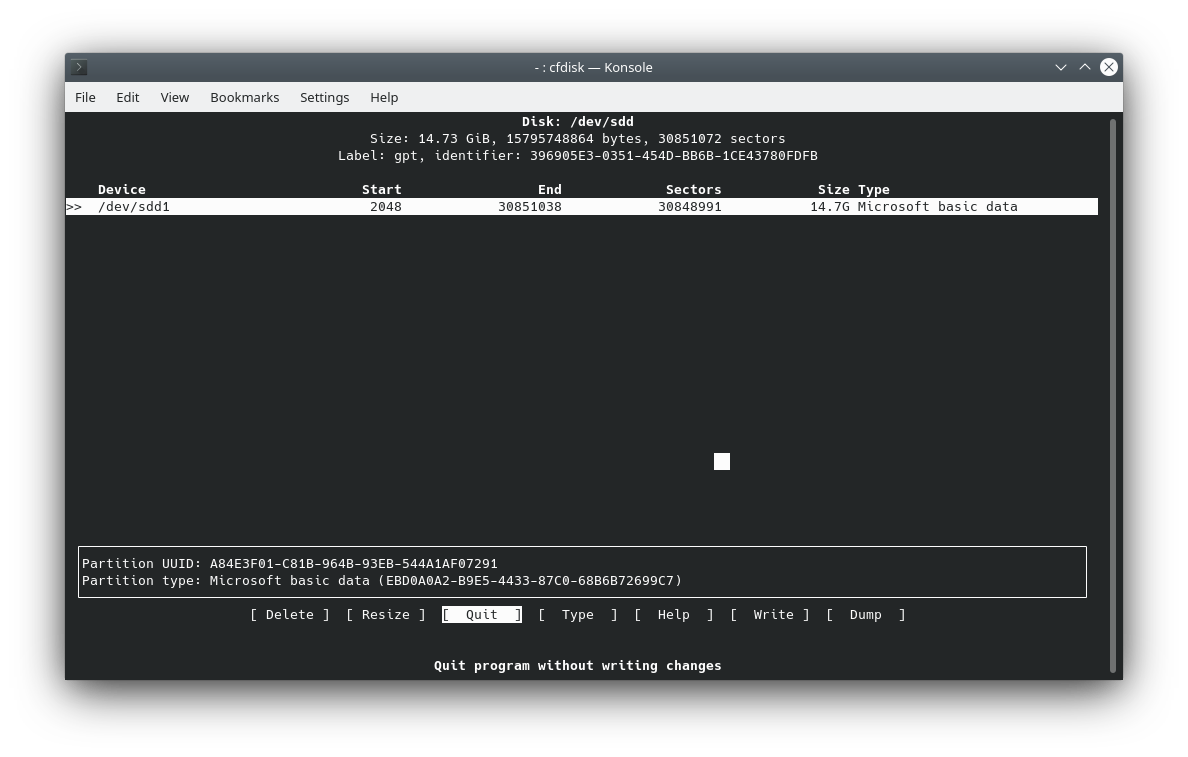 - : cfdisk — Konsole
File Edit View Bookmarks Settings Help
Disk: /dev/sdd
Size: 14.73 GiB, 15795748864 bytes, 30851072 sectors
Label: gpt, identifier: 396905E3-0351-454D-BB6B-1CE43780FDFB
Device Start End Sectors Size Type
>> /dev/sdd1 2048 30851038 30848991 14.7G Microsoft basic data
Partition UUID: A84E3F01-C81B-964B-93EB-544A1AF07291
Partition type: Microsoft basic data (EBD0A0A2-B9E5-4433-87C0-68B6B72699C7)
[ Delete ] [ Resize ] [ Quit ] [ Type ] [ Help ] [ Write ] [ Dump ]
Quit program without writing changes